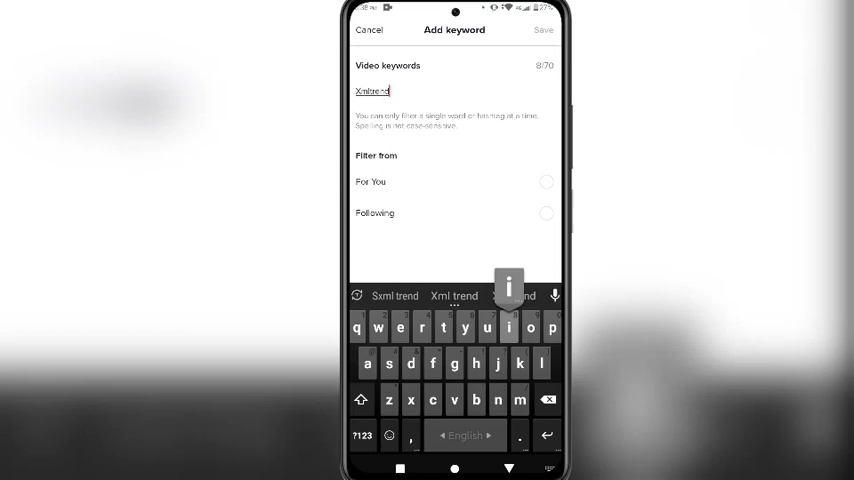 Cancel Add keyword Save
Video keywords 8/70
Xmltrend
You can only filter a single word or hashtag at a time.
Spelling is not case-sensitive.
Filter from
For You
Following
i
Sxml trend Xml trend
q w e r t y u i o p
a s d f g h j k l
z x c v b n m
?123 , English .